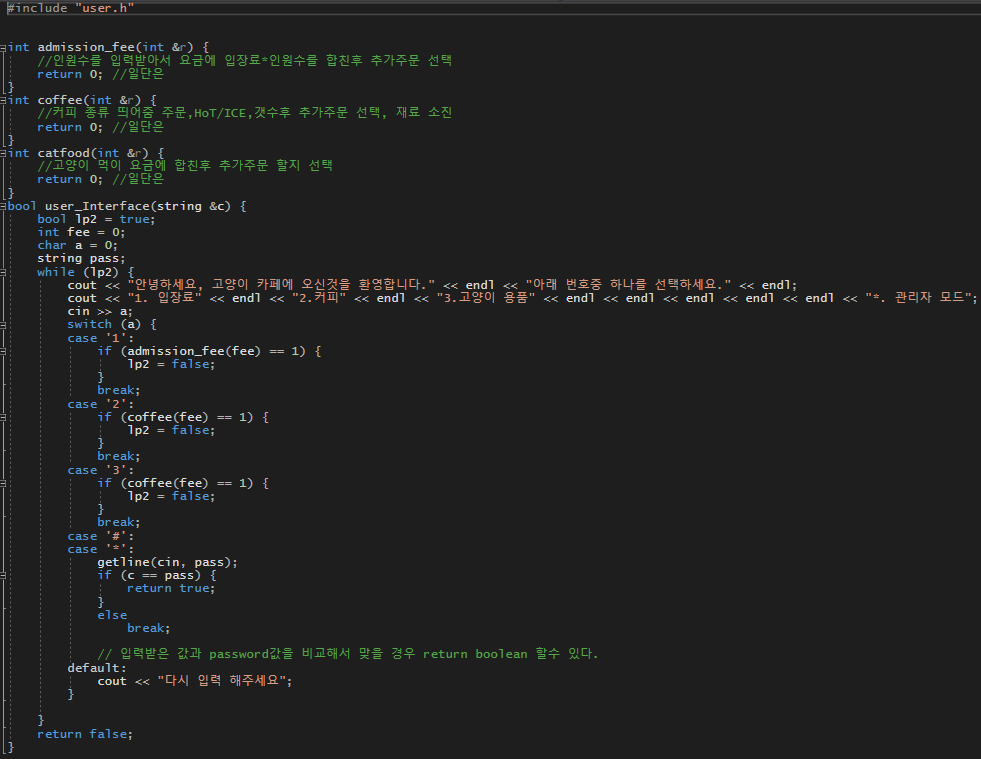 #include "user.h"
int admission_fee(int &r) {
//인원수를 입력받아서 요금에 입장료*인원수를 합친후 추가주문 선택
return 0; //일단은
}
int coffee(int &r) {
//커피 종류 띄어줌 주문,HoT/ICE,갯수후 추가주문 선택, 재료 소진
return 0; //일단은
}
int catfood(int &r) {
//고양이 먹이 요금에 합친후 추가주문 할지 선택
return 0; //일단은
}
bool user_Interface(string &c) {
bool lp2 = true;
int fee = 0;
char a = 0;
string pass;
while (lp2) {
cout << "안녕하세요, 고양이 카페에 오신것을 환영합니다." << endl << "아래 번호중 하나를 선택하세요." << endl;
cout << "1. 입장료" << endl << "2.커피" << endl << "3.고양이 용품" << endl << endl << endl << endl << endl << "*. 관리자 모드";
cin >> a;
switch (a) {
case '1':
if (admission_fee(fee) == 1) {
lp2 = false;
}
break;
case '2':
if (coffee(fee) == 1) {
lp2 = false;
}
break;
case '3':
if (coffee(fee) == 1) {
lp2 = false;
}
break;
case '#':
case '*':
getline(cin, pass);
if (c == pass) {
return true;
}
else
break;
// 입력받은 값과 password값을 비교해서 맞을 경우 return boolean 할수 있다.
default:
cout << "다시 입력 해주세요";
}
}
return false;
}